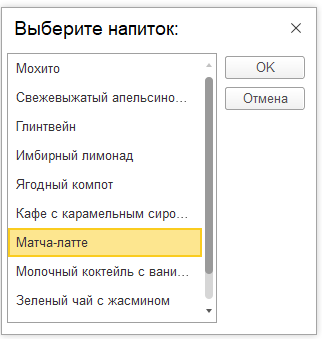 Выберите напиток:
Мохито
Свежевыжатый апельсино...
Глинтвейн
Имбирный лимонад
Ягодный компот
Кафе с карамельным сиро...
Матча-латте
Молочный коктейль с вани...
Зеленый чай с жасмином
OK
Отмена